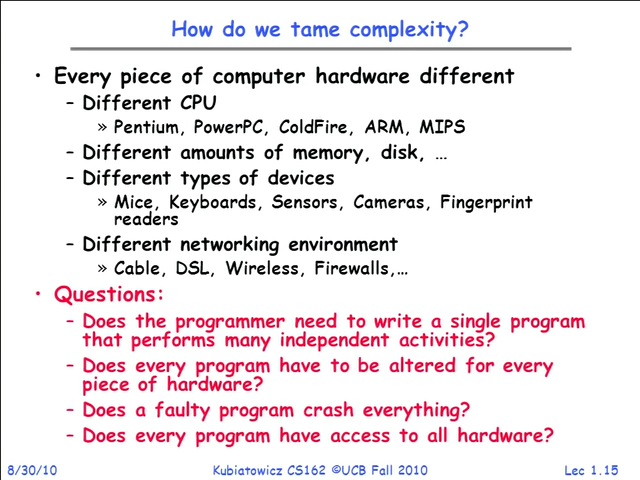 How do we tame complexity?
• Every piece of computer hardware different
– Different CPU
» Pentium, PowerPC, ColdFire, ARM, MIPS
– Different amounts of memory, disk, …
– Different types of devices
» Mice, Keyboards, Sensors, Cameras, Fingerprint
readers
– Different networking environment
» Cable, DSL, Wireless, Firewalls,…
• Questions:
– Does the programmer need to write a single program
that performs many independent activities?
– Does every program have to be altered for every
piece of hardware?
– Does a faulty program crash everything?
– Does every program have access to all hardware?
8/30/10 Kubiatowicz CS162 ©UCB Fall 2010 Lec 1.15